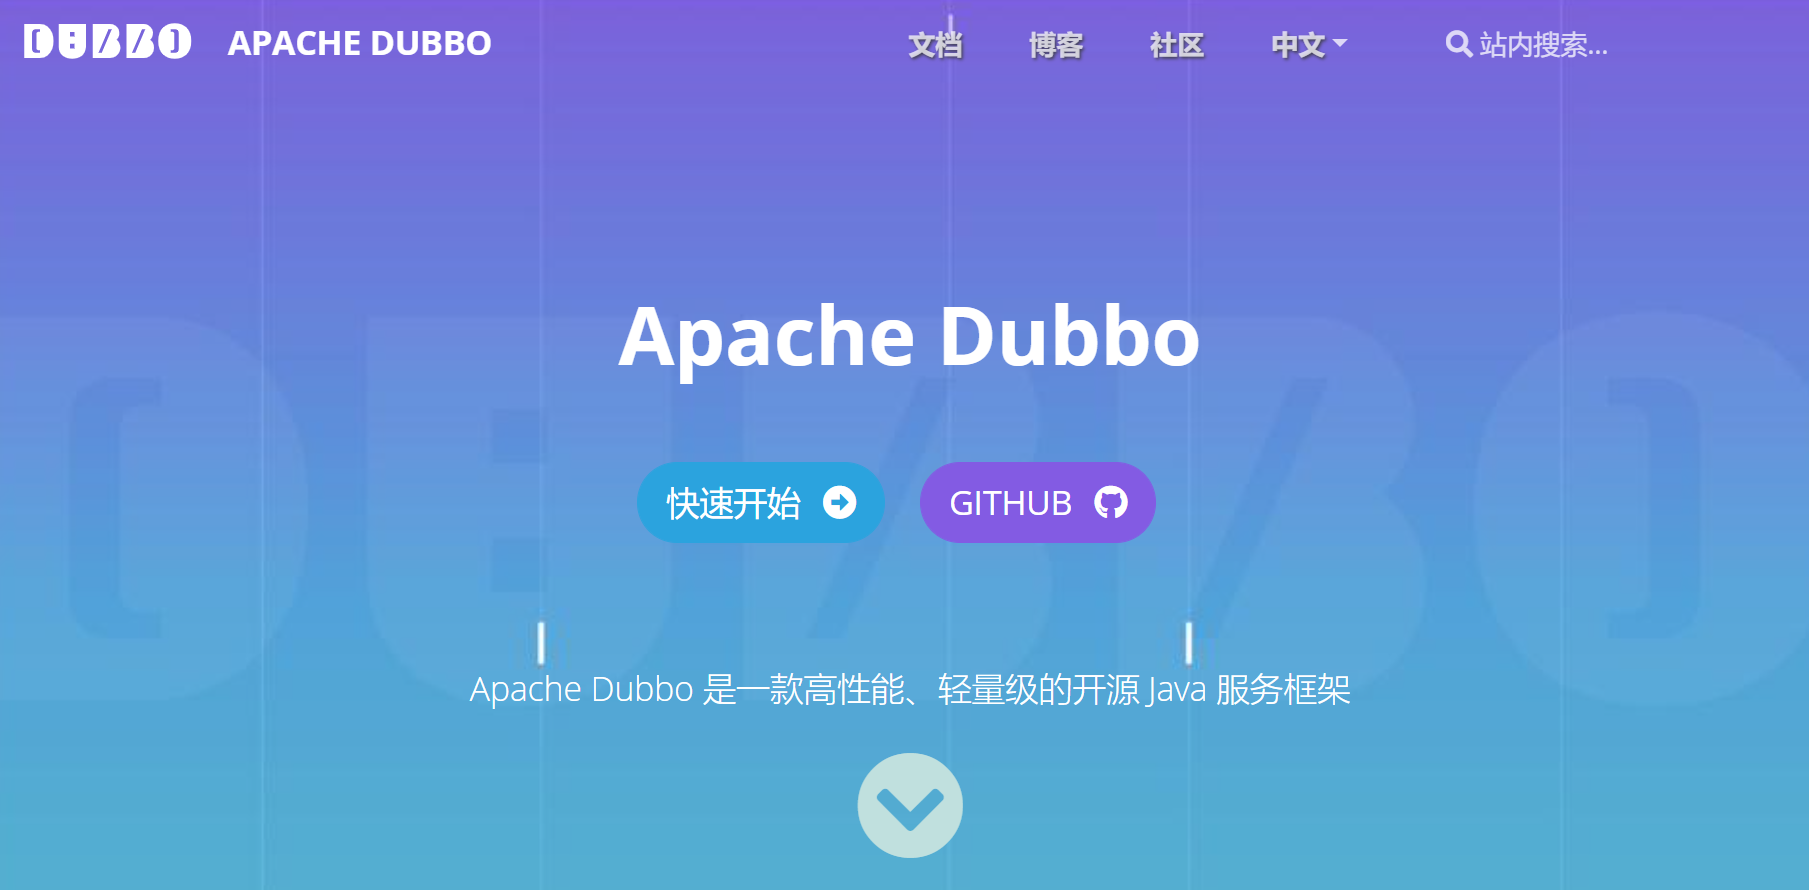 DUBBO APACHE DUBBO 文档 博客 社区 中文 站内搜索...
Apache Dubbo
快速开始 GITHUB
Apache Dubbo 是一款高性能、轻量级的开源 Java 服务框架